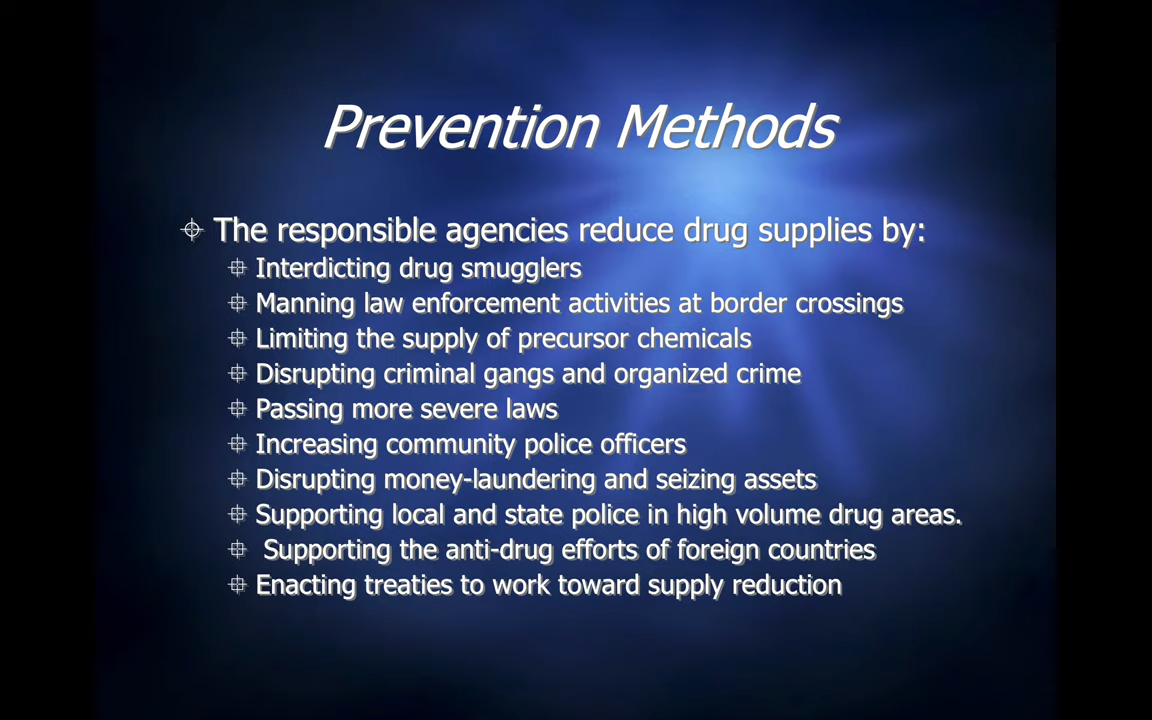 Prevention Methods
The responsible agencies reduce drug supplies by:
Interdicting drug smugglers
Manning law enforcement activities at border crossings
Limiting the supply of precursor chemicals
Disrupting criminal gangs and organized crime
Passing more severe laws
Increasing community police officers
Disrupting money-laundering and seizing assets
Supporting local and state police in high volume drug areas.
Supporting the anti-drug efforts of foreign countries
Enacting treaties to work toward supply reduction